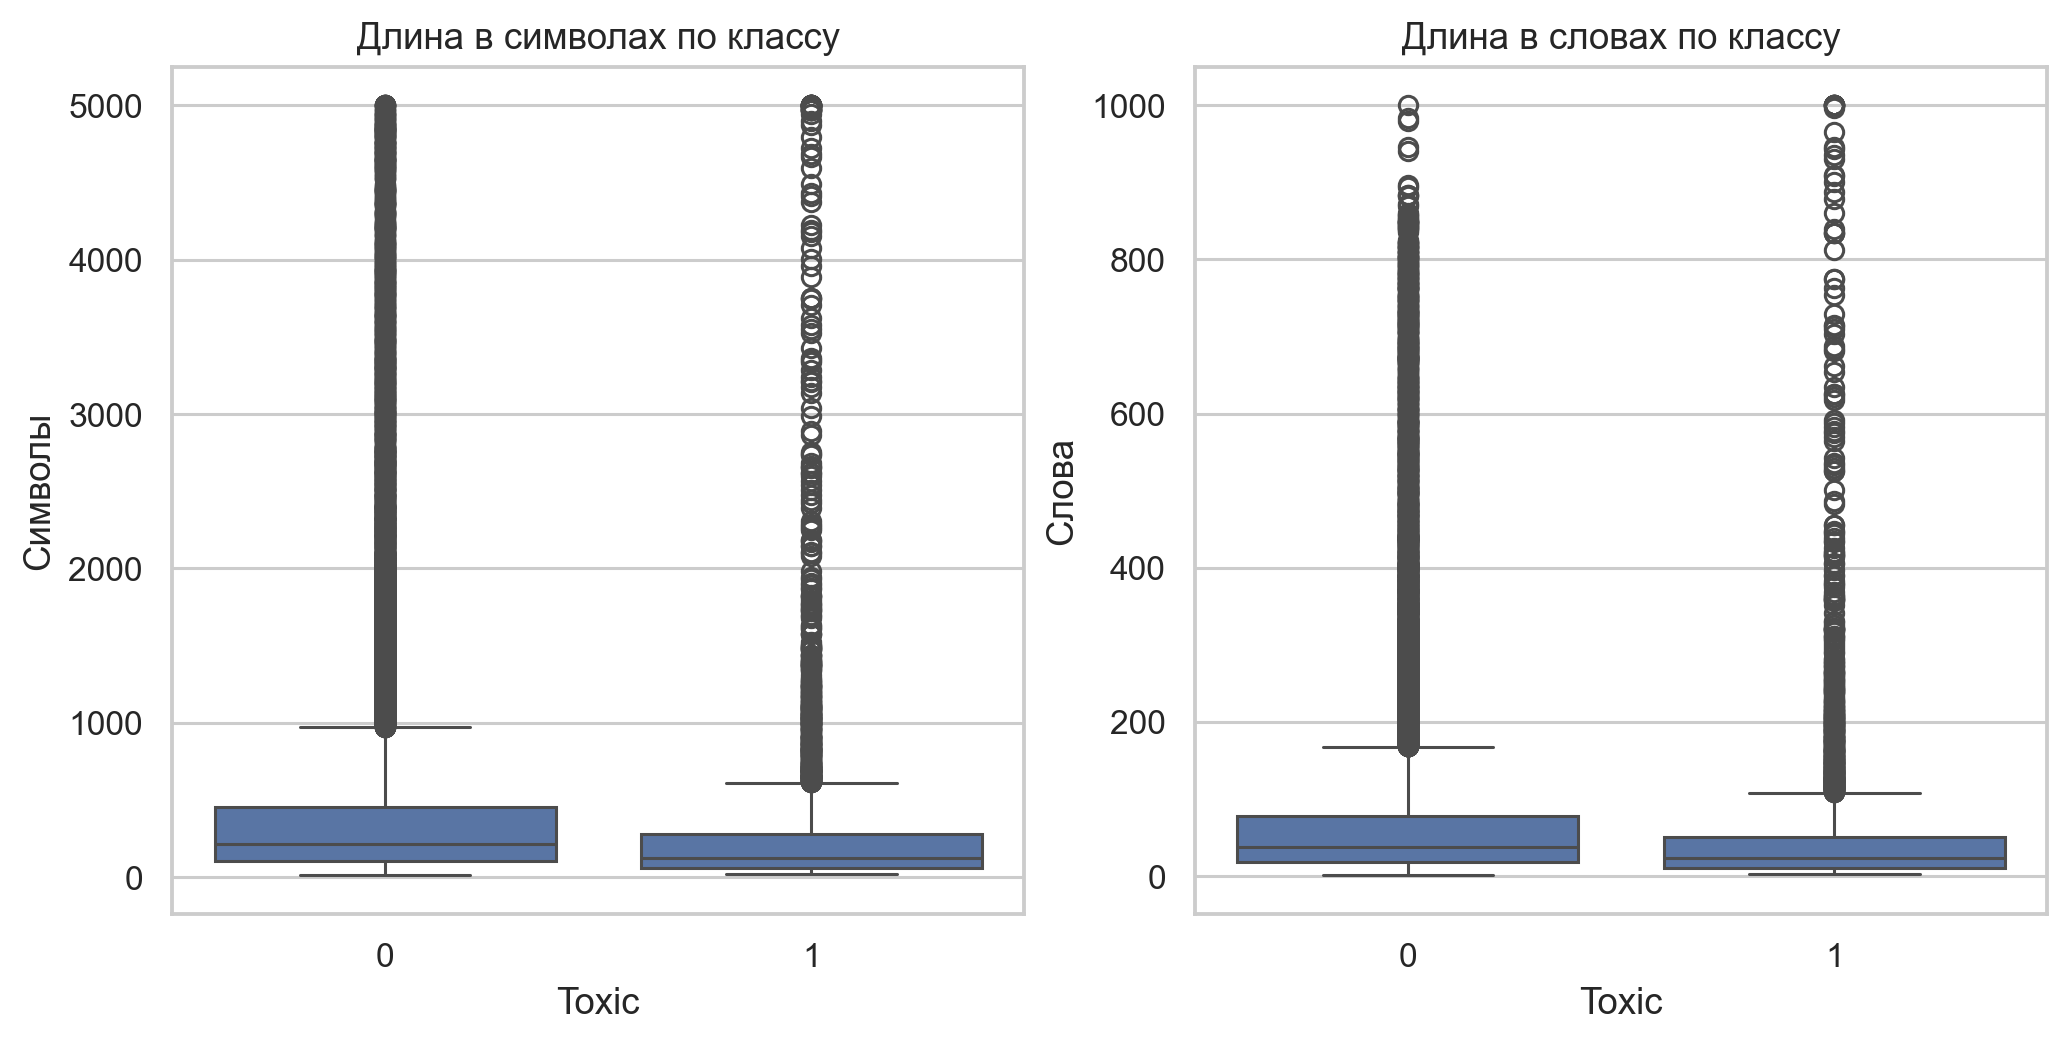 Длина в символах по классу
Символы
5000
4000
3000
2000
1000
0
0
1
Toxic
Длина в словах по классу
Слова
1000
800
600
400
200
0
0
1
Toxic